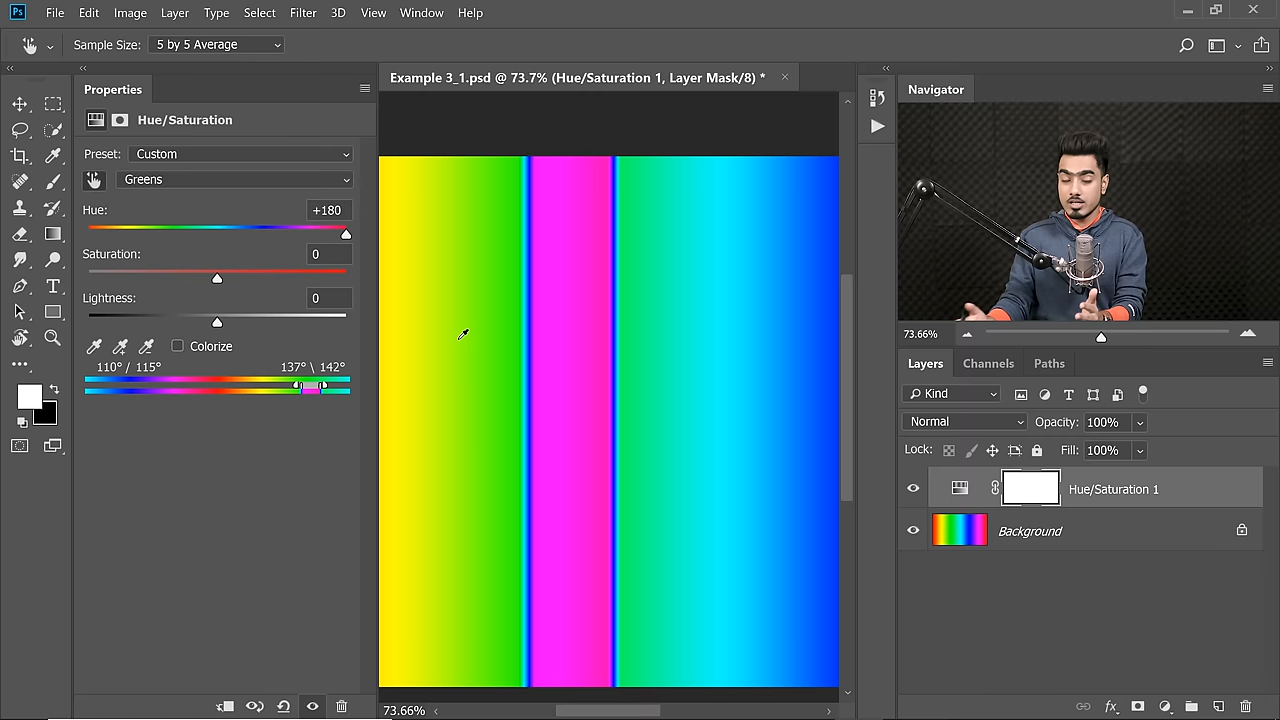 Ps File Edit Image Layer Type Select Filter 3D View Window Help
Sample Size: 5 by 5 Average
Properties
Hue/Saturation
Preset: Custom
Greens
Hue: +180
Saturation: 0
Lightness: 0
Colorize
110° / 115° 137° \ 142°
Example 3_1.psd @ 73.7% (Hue/Saturation 1, Layer Mask/8) *
73.66%
Navigator
73.66%
Layers Channels Paths
Kind
Normal Opacity: 100%
Lock: Fill: 100%
Hue/Saturation 1
Background
fx